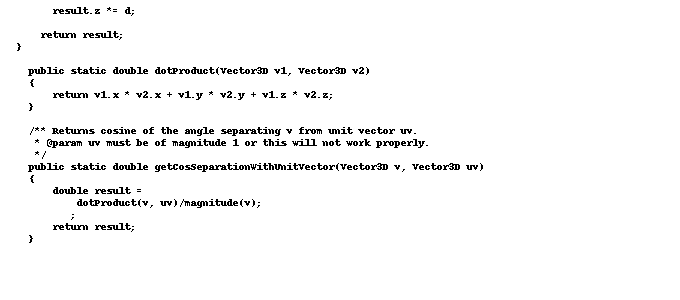 result.z *= d;
return result;
}
public static double dotProduct(Vector3D v1, Vector3D v2)
{
return v1.x * v2.x + v1.y * v2.y + v1.z * v2.z;
}
/** Returns cosine of the angle separating v from unit vector uv.
* @param uv must be of magnitude 1 or this will not work properly.
*/
public static double getCosSeparationWithUnitVector(Vector3D v, Vector3D uv)
{
double result =
dotProduct(v, uv)/magnitude(v);
;
return result;
}